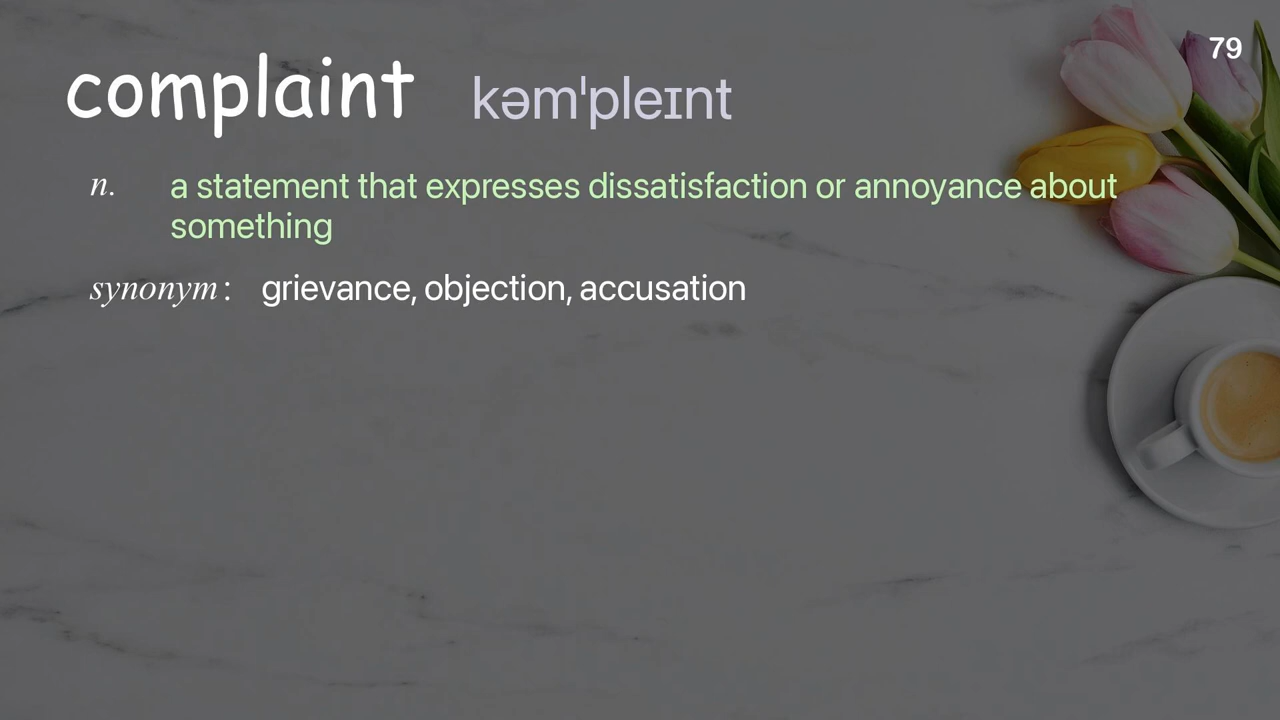 79
complaint kəmˈpleɪnt
n. a statement that expresses dissatisfaction or annoyance about
something
synonym : grievance, objection, accusation